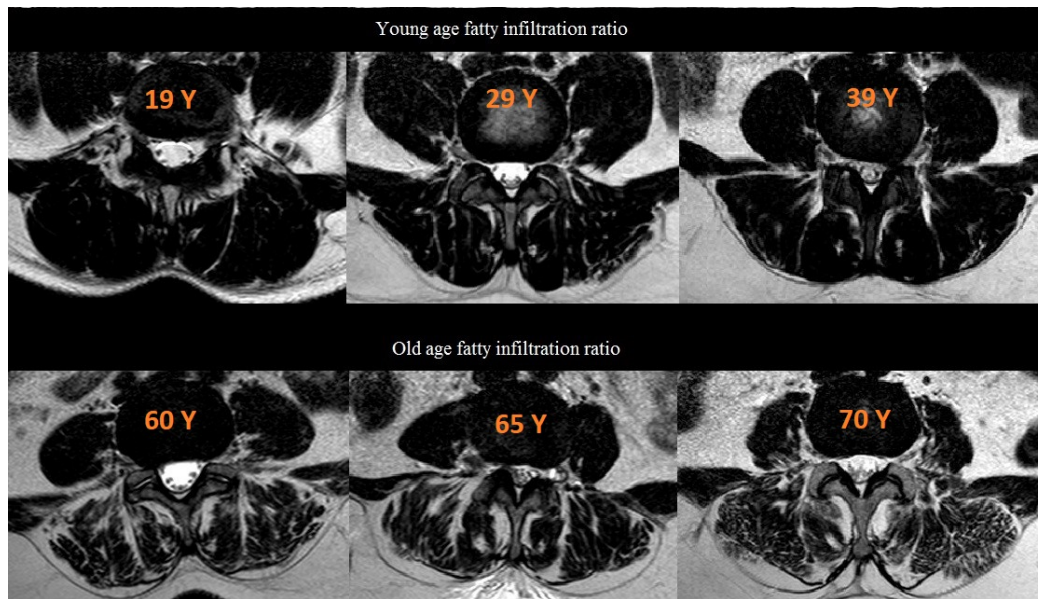 Young age fatty infiltration ratio
19 Y
29 Y
39 Y
Old age fatty infiltration ratio
60 Y
65 Y
70 Y